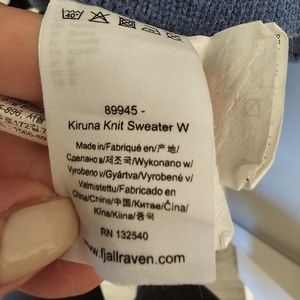 89945 -
Kiruna Knit Sweater W
Made in/Fabriqué en/产地/
Сделано в/제조국/Wykonano w/
Vyrobeno v/Gyártva/Vyrobené v/
Valmistettu/Fabricado en
China/Chine/中国/Китае/Čína/
Kína/Kiina/중국
RN 132540
www.fjallraven.com